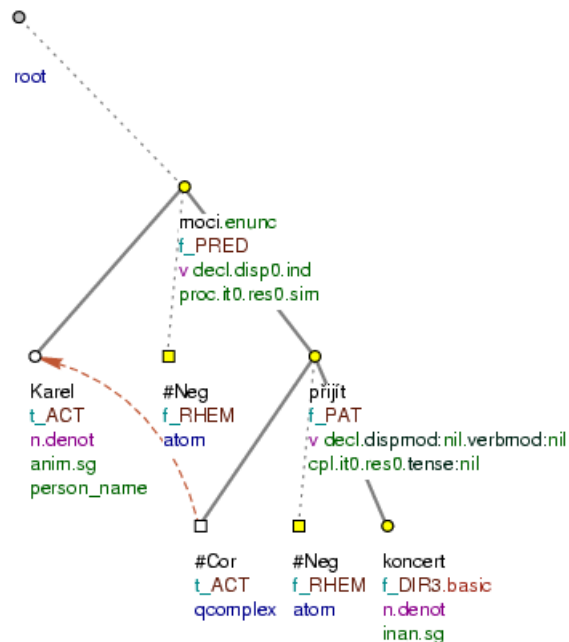 root
moci.enunc
f_PRED
v decl.disp0.ind
proc.it0.res0.sim
Karel
t_ACT
n.denot
anim.sg
person_name
#Neg
f_RHEM
atom
přijít
f_PAT
v decl.dispmod:nil.verbmod:nil
cpl.it0.res0.tense:nil
#Cor
t_ACT
qcomplex
#Neg
f_RHEM
atom
koncert
f_DIR3.basic
n.denot
inan.sg